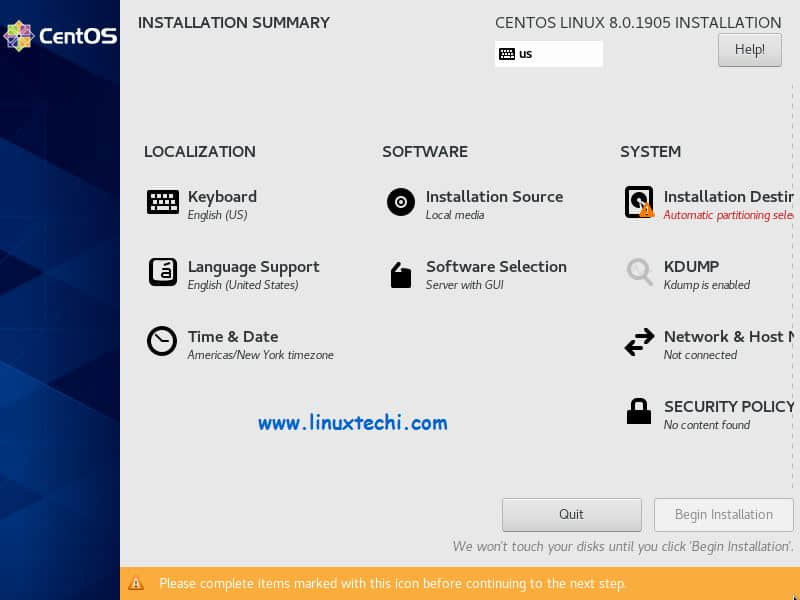 CentOS
INSTALLATION SUMMARY
CENTOS LINUX 8.0.1905 INSTALLATION
us
Help!
LOCALIZATION
Keyboard
English (US)
Language Support
English (United States)
Time & Date
Americas/New York timezone
SOFTWARE
Installation Source
Local media
Software Selection
Server with GUI
SYSTEM
Installation Destin
Automatic partitioning sele
KDUMP
Kdump is enabled
Network & Host N
Not connected
SECURITY POLICY
No content found
www.linuxtechi.com
Quit
Begin Installation
We won't touch your disks until you click 'Begin Installation'.
Please complete items marked with this icon before continuing to the next step.